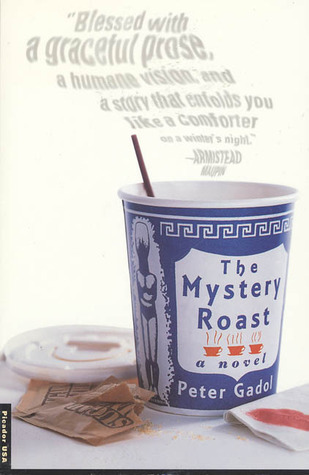 "Blessed with
a graceful prose,
a humane vision, and
a story that enfolds you
like a comforter
on a winter's night."
—ARMISTEAD
MAUPIN
The
Mystery
Roast
a novel
Peter Gadol
Picador USA